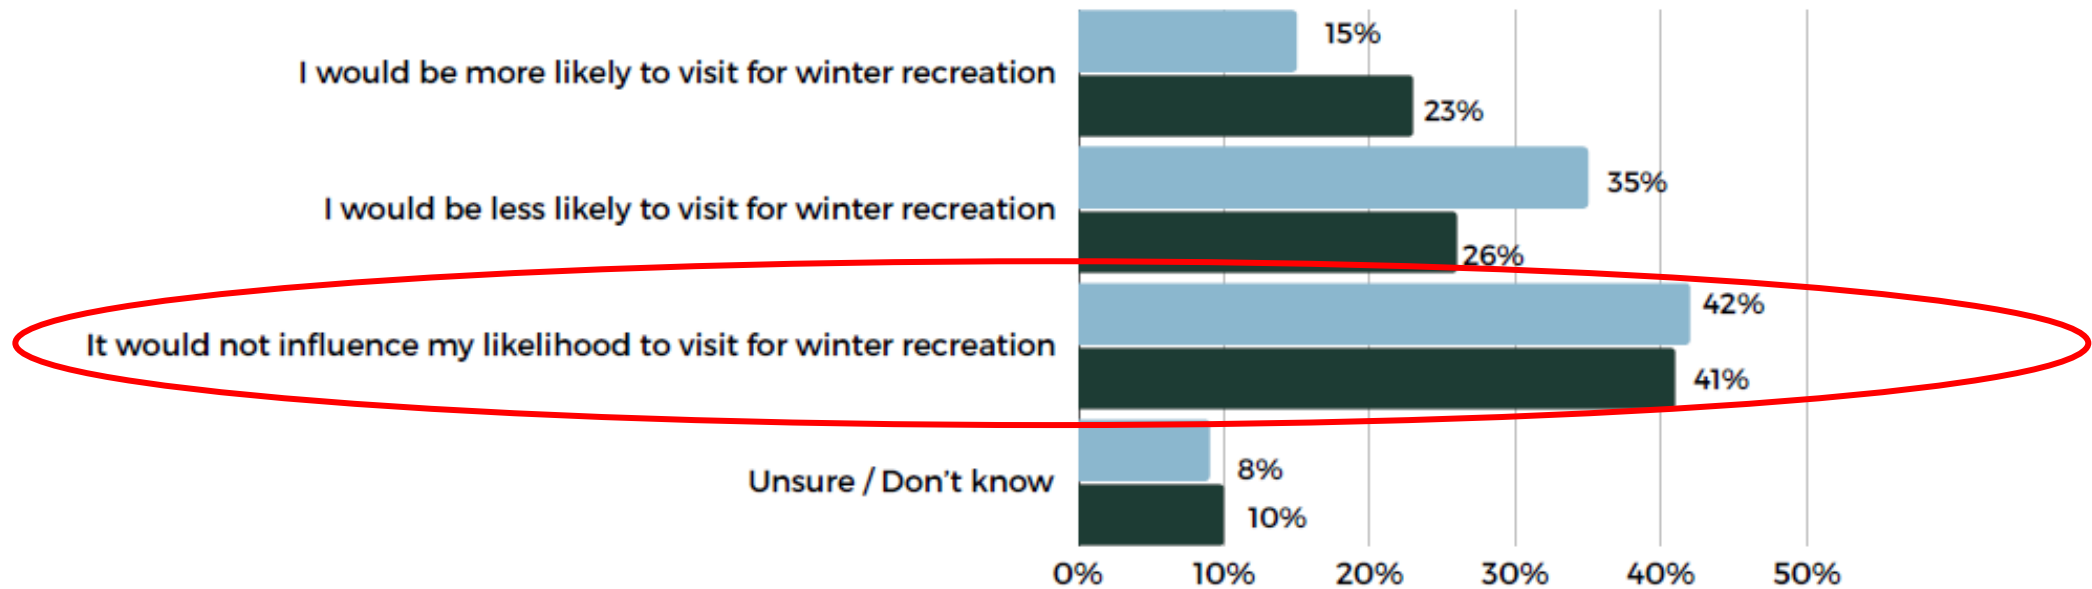 15%
I would be more likely to visit for winter recreation
23%
35%
I would be less likely to visit for winter recreation
26%
42%
It would not influence my likelihood to visit for winter recreation
41%
8%
Unsure / Don't know
10%
0% 10% 20% 30% 40% 50%